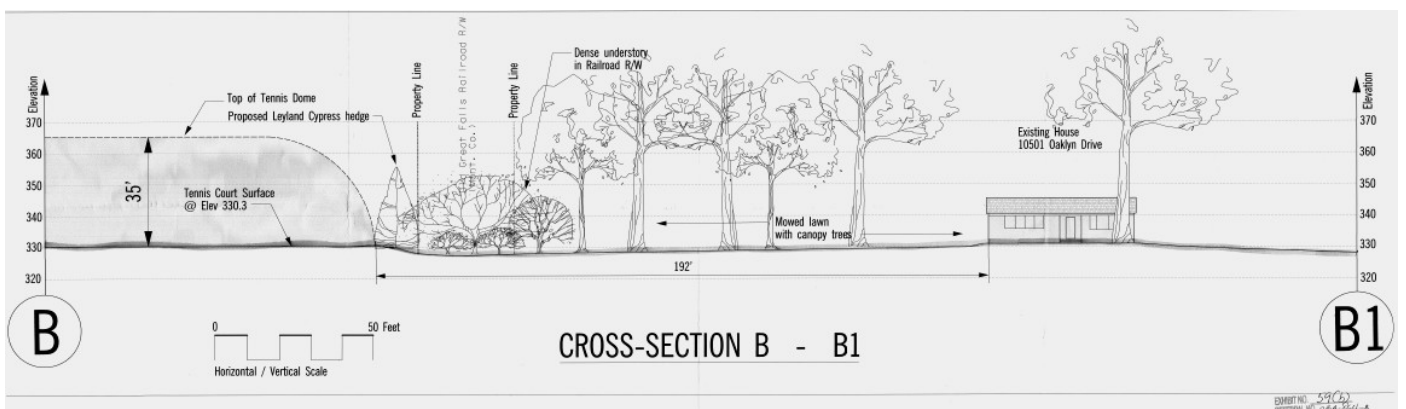 Great Falls Railroad R/W
Dense understory
in Railroad R/W
Property Line
Property Line
Elevation
Elevation
Top of Tennis Dome
Proposed Leyland Cypress hedge
370
360
350
340
330
320
35'
Tennis Court Surface
@ Elev 330.3
Existing House
10501 Oaklyn Drive
Mowed lawn
with canopy trees
370
360
350
340
330
320
192'
B
0
50 Feet
Horizontal / Vertical Scale
CROSS-SECTION B - B1
B1
EXHIBIT NO. 59(b)